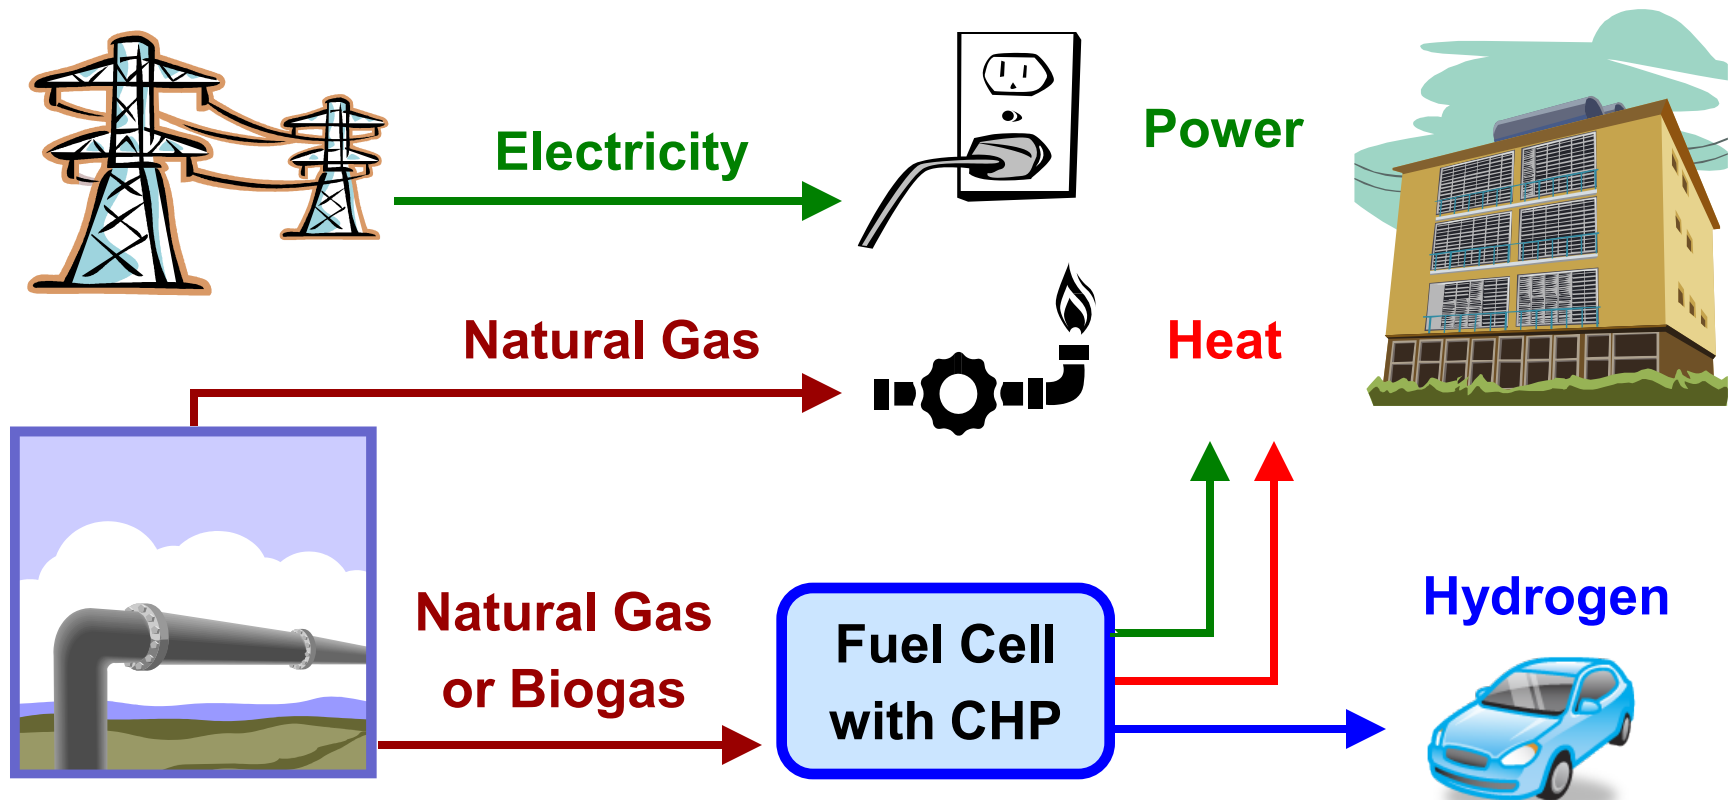 Electricity
Power
Natural Gas
Heat
Natural Gas
or Biogas
Fuel Cell
with CHP
Hydrogen